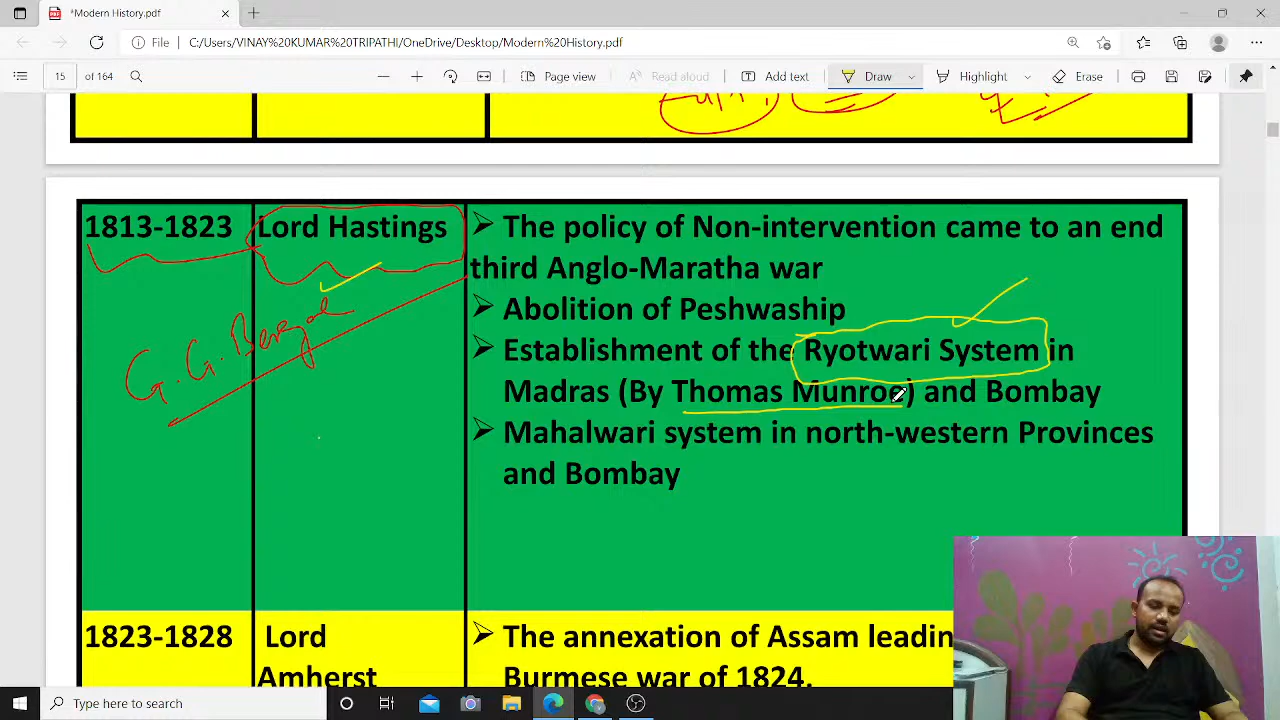 *Modern History.pdf
File
C:/Users/VINAY%20KUMAR%20TRIPATHI/OneDrive/Desktop/Modern%20History.pdf
15 of 164
Page view
Read aloud
Add text
Draw
Highlight
Erase
1813-1823
Lord Hastings
➢ The policy of Non-intervention came to an end
third Anglo-Maratha war
➢ Abolition of Peshwaship
➢ Establishment of the Ryotwari System in
Madras (By Thomas Munroe) and Bombay
➢ Mahalwari system in north-western Provinces
and Bombay
G.G. Bengal
1823-1828
Lord
Amherst
➢ The annexation of Assam leadin
Burmese war of 1824.
Type here to search